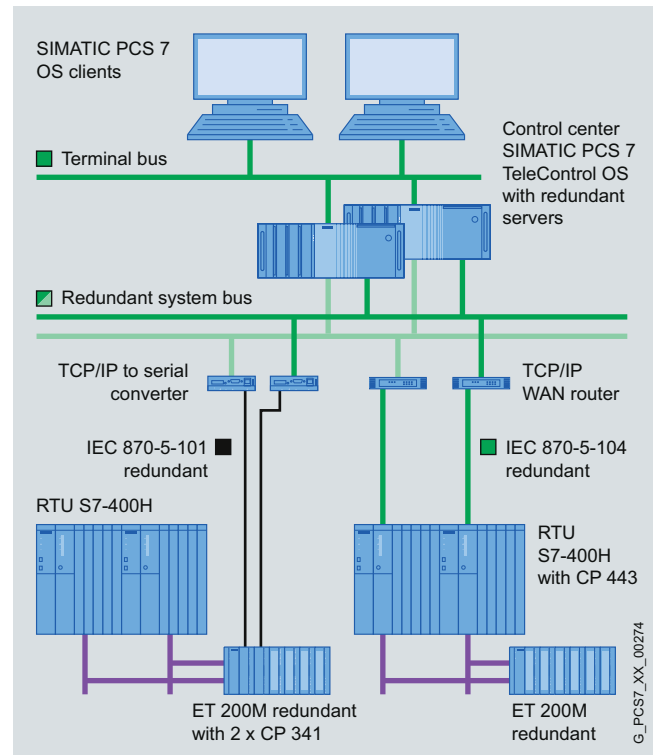 SIMATIC PCS 7
OS clients
Terminal bus
Control center
SIMATIC PCS 7
TeleControl OS
with redundant
servers
Redundant system bus
TCP/IP to serial
converter
TCP/IP
WAN router
IEC 870-5-101
redundant
IEC 870-5-104
redundant
RTU S7-400H
RTU
S7-400H
with CP 443
ET 200M redundant
with 2 x CP 341
ET 200M
redundant
G_PCS7_XX_00274